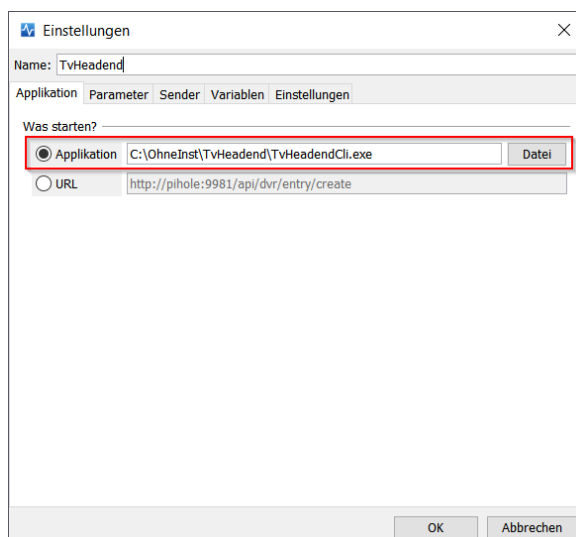 Einstellungen
Name: TvHeadend
Applikation Parameter Sender Variablen Einstellungen
Was starten?
Applikation C:\OhneInst\TvHeadend\TvHeadendCli.exe Datei
URL http://pihole:9981/api/dvr/entry/create
OK Abbrechen